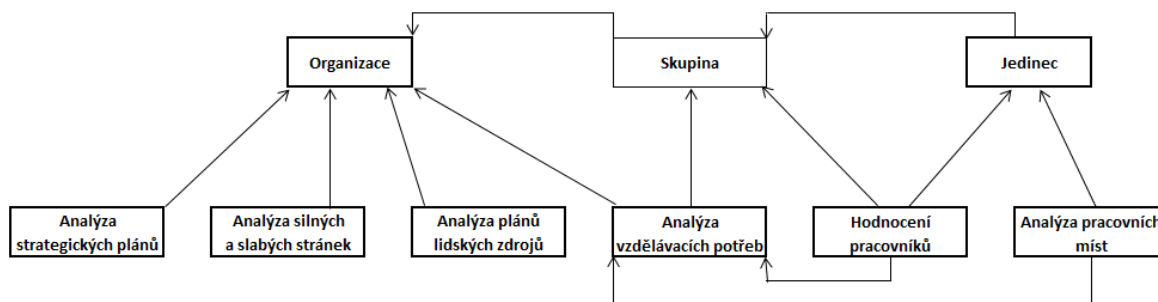 Organizace
Skupina
Jedinec
Analýza
strategických plánů
Analýza silných
a slabých stránek
Analýza plánů
lidských zdrojů
Analýza
vzdělávacích potřeb
Hodnocení
pracovníků
Analýza pracovních
míst